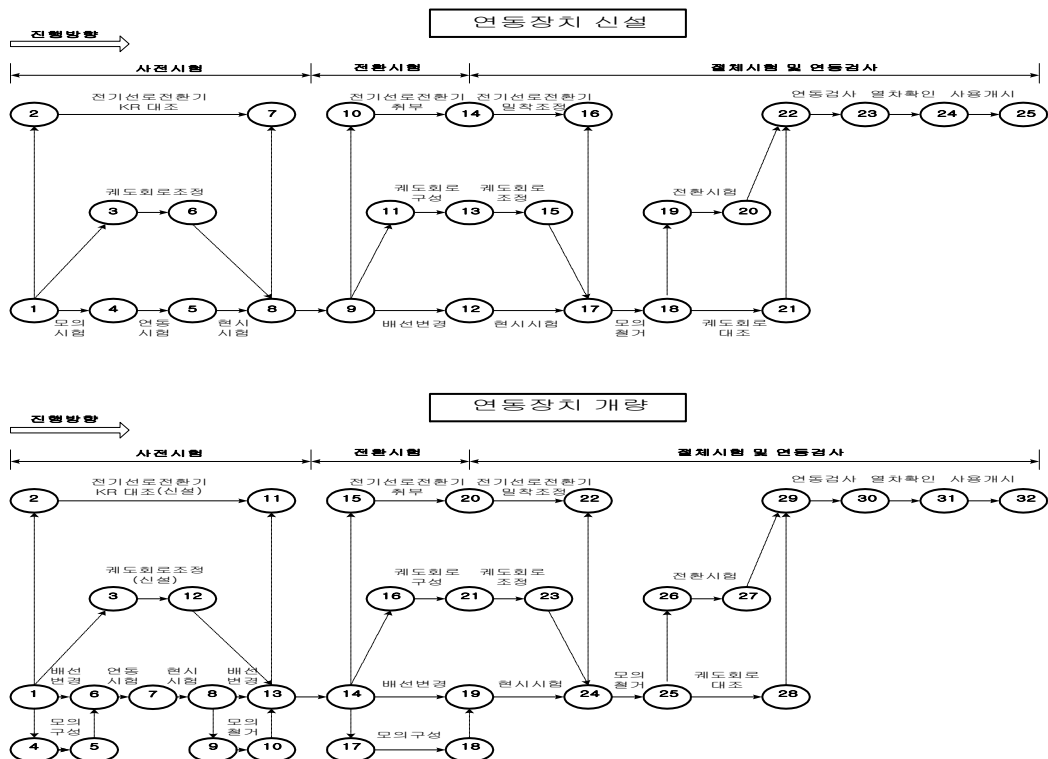 연동장치 신설
진행방향
사전시험
전환시험
절체시험 및 연동검사
전기선로전환기
KR 대조
전기선로전환기
취부
전기선로전환기
밀착조정
연동검사
열차확인
사용개시
2
7
10
14
16
22
23
24
25
궤도회로조정
궤도회로
구성
궤도회로
조정
전환시험
3
6
11
13
15
19
20
1
4
5
8
9
12
17
18
21
모의
시험
연동
시험
현시
시험
배선변경
현시시험
모의
철거
궤도회로
대조
연동장치 개량
진행방향
사전시험
전환시험
절체시험 및 연동검사
전기선로전환기
KR 대조(신설)
전기선로전환기
취부
전기선로전환기
밀착조정
연동검사
열차확인
사용개시
2
11
15
20
22
29
30
31
32
궤도회로조정
(신설)
궤도회로
구성
궤도회로
조정
전환시험
3
12
16
21
23
26
27
배선
변경
연동
시험
현시
시험
배선
변경
배선변경
현시시험
모의
철거
궤도회로
대조
1
6
7
8
13
14
19
24
25
28
모의
구성
모의
철거
모의구성
4
5
9
10
17
18